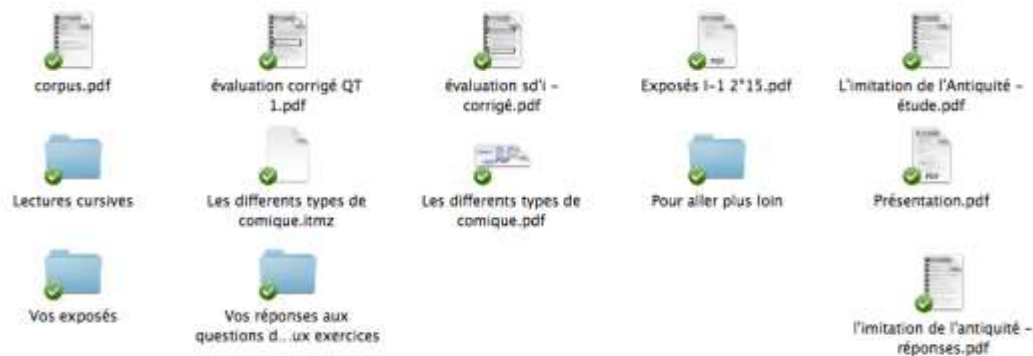 corpus.pdf
évaluation corrigé QT
1.pdf
évaluation sd'i –
corrigé.pdf
Exposés I-1 2°15.pdf
L'imitation de l'Antiquité –
étude.pdf
Lectures cursives
Les differents types de
comique.itmz
Les differents types de
comique.pdf
Pour aller plus loin
Présentation.pdf
Vos exposés
Vos réponses aux
questions d...ux exercices
l'imitation de l'antiquité –
réponses.pdf